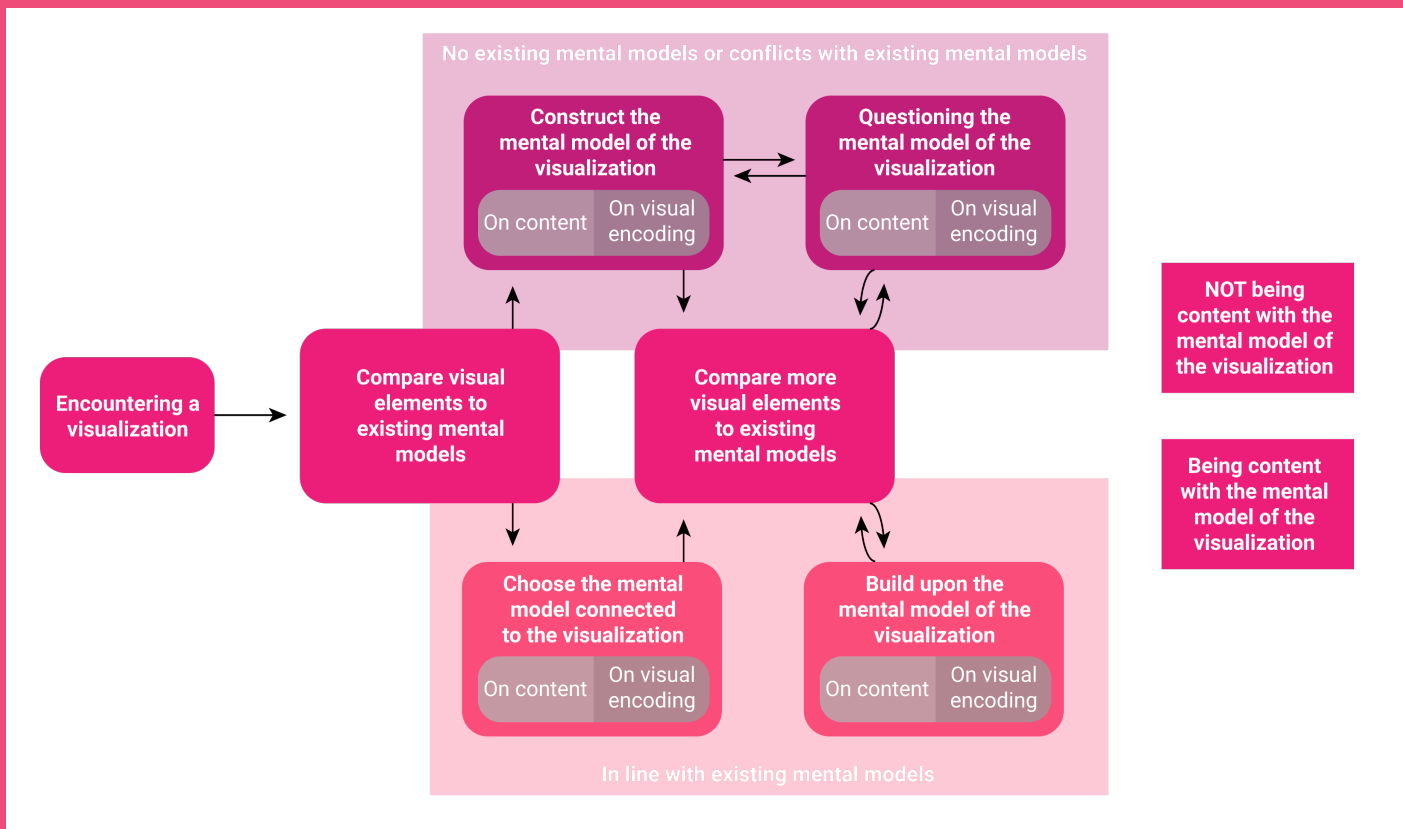 No existing mental models or conflicts with existing mental models
Construct the
mental model of the
visualization
On content
On visual
encoding
Questioning the
mental model of the
visualization
On content
On visual
encoding
Encountering a
visualization
Compare visual
elements to
existing mental
models
Compare more
visual elements
to existing
mental models
NOT being
content with the
mental model of
the visualization
Being content
with the mental
model of the
visualization
Choose the mental
model connected
to the visualization
On content
On visual
encoding
Build upon the
mental model of the
visualization
On content
On visual
encoding
In line with existing mental models